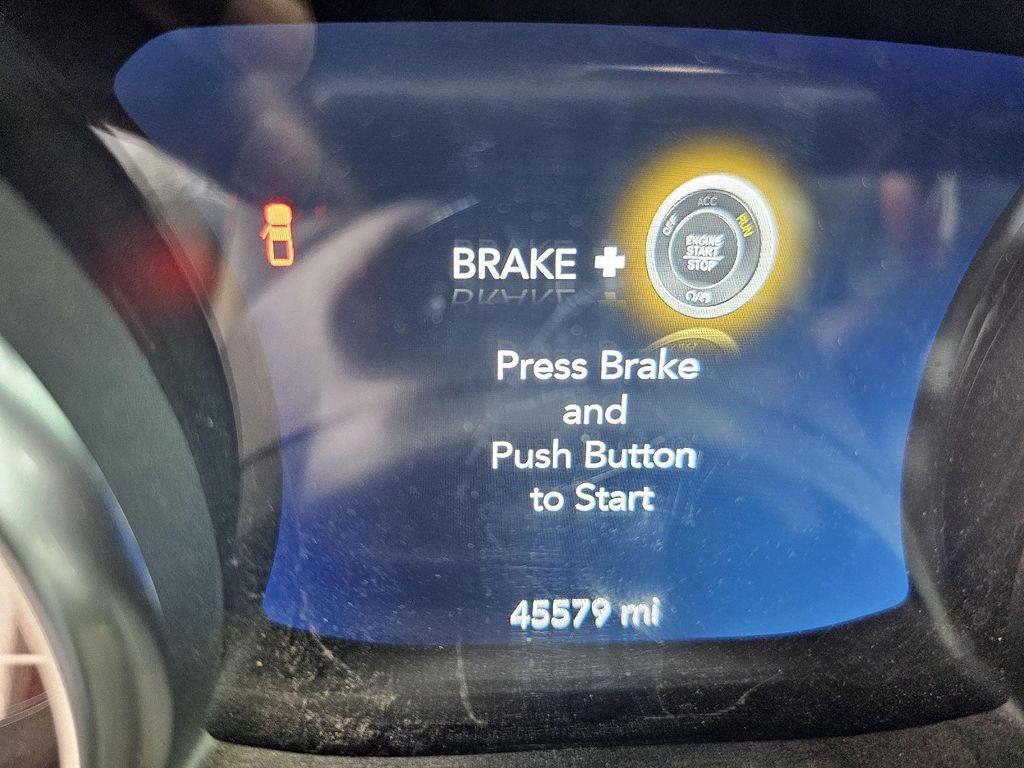 BRAKE +
ACC
OFF
RUN
ENGINE
START
STOP
Press Brake
and
Push Button
to Start
45579 mi